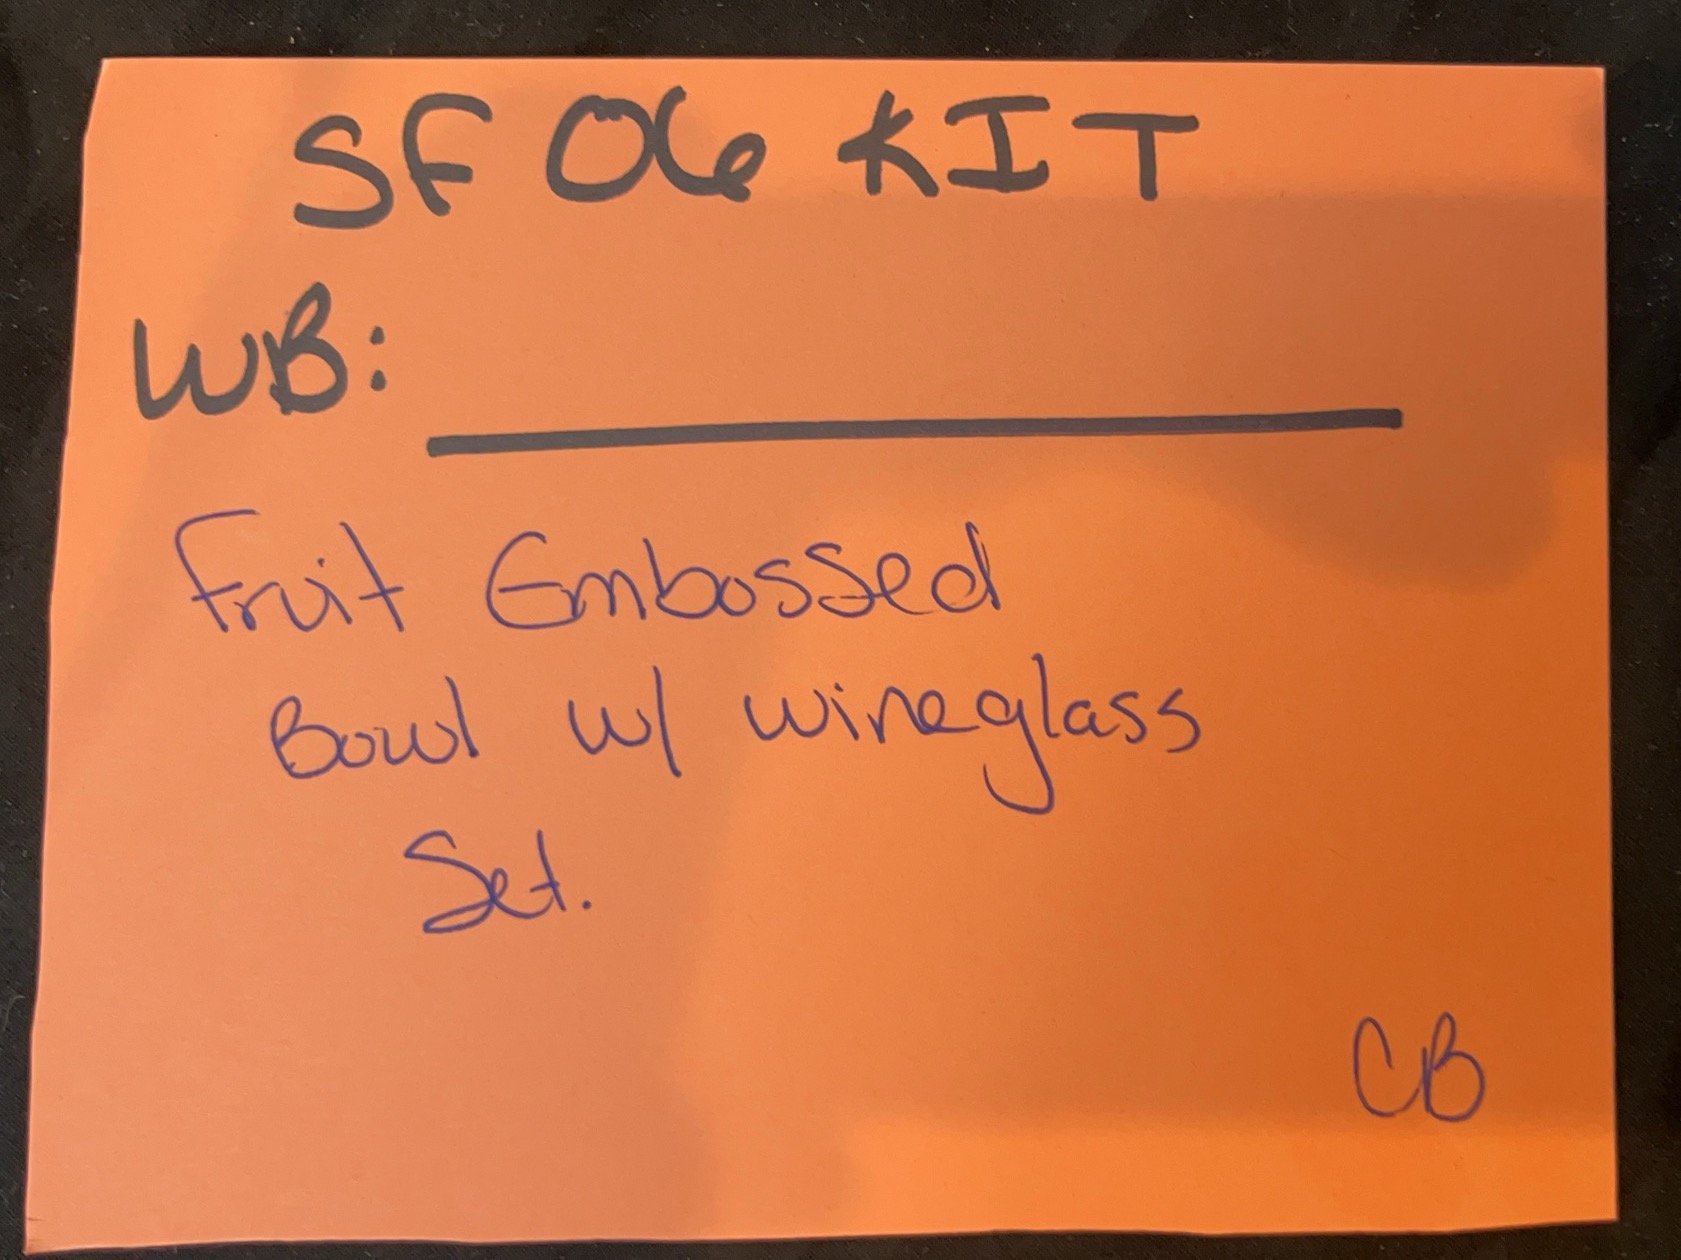 SF 06 KIT
WB:
Fruit Embossed
Bowl w/ wineglass
Set.
CB